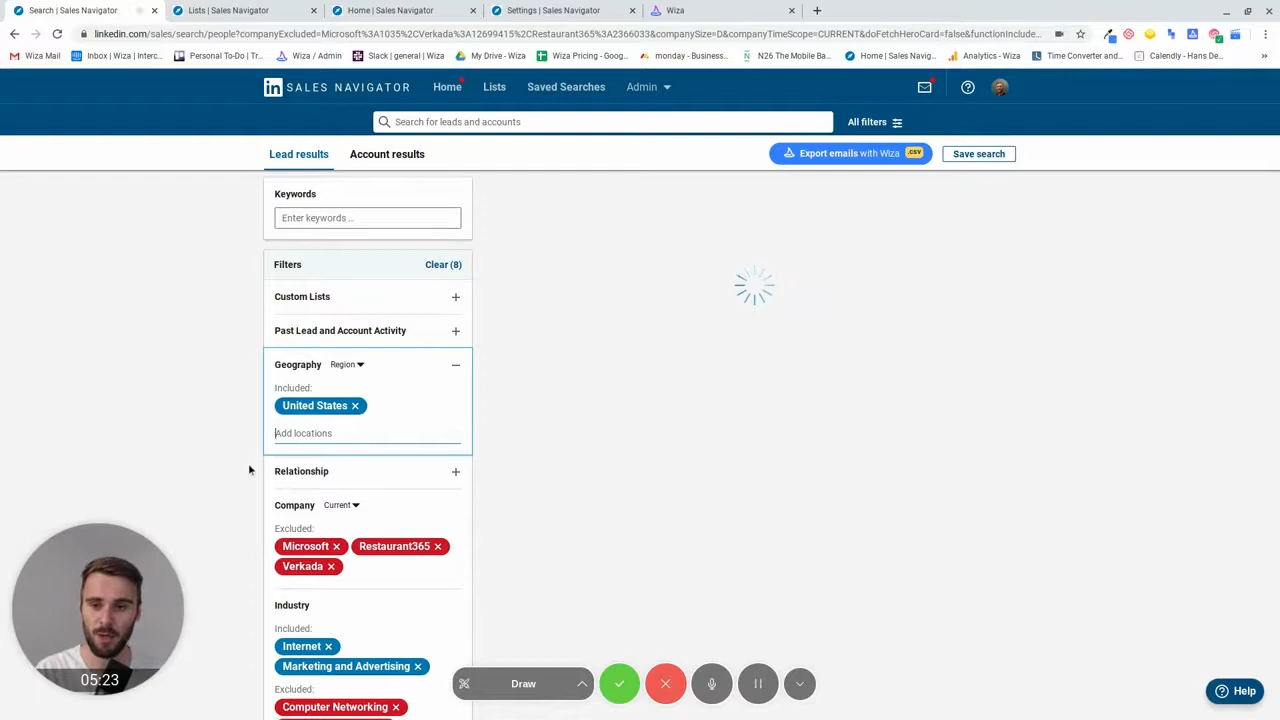 Search | Sales Navigator
Lists | Sales Navigator
Home | Sales Navigator
Settings | Sales Navigator
Wiza
linkedin.com/sales/search/people?companyExcluded=Microsoft%3A1035%2CVerkada%3A12699415%2CRestaurant365%3A2366033&companySize=D&companyTimeScope=CURRENT&doFetchHeroCard=false&functionInclude...
Wiza Mail
Inbox | Wiza | Interc...
Personal To-Do | Tr...
Wiza / Admin
Slack | general | Wiza
My Drive - Wiza
Wiza Pricing - Goog...
monday - Business...
N26 The Mobile Ba...
Home | Sales Navig...
Analytics - Wiza
Time Converter and...
Calendly - Hans De...
in SALES NAVIGATOR
Home
Lists
Saved Searches
Admin
Search for leads and accounts
All filters
Lead results
Account results
Export emails with Wiza .csv
Save search
Keywords
Enter keywords ...
Filters
Clear (8)
Custom Lists
Past Lead and Account Activity
Geography
Region
Included:
United States
Add locations
Relationship
Company
Current
Excluded:
Microsoft
Restaurant365
Verkada
Industry
Included:
Internet
Marketing and Advertising
Excluded:
Computer Networking
05:23
Draw
Help